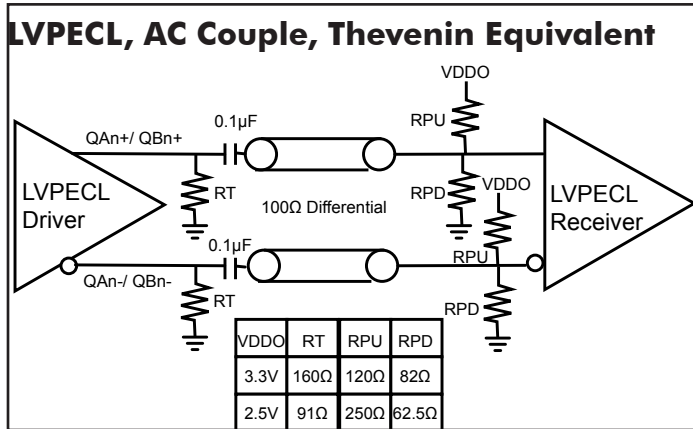 LVPECL, AC Couple, Thevenin Equivalent
VDDO
0.1µF
QAn+/ QBn+
RPU
LVPECL
Driver
RT
100Ω Differential
RPD
VDDO
LVPECL
Receiver
0.1µF
RPU
QAn-/ QBn-
RT
RPD
VDDO RT RPU RPD
3.3V 160Ω 120Ω 82Ω
2.5V 91Ω 250Ω 62.5Ω